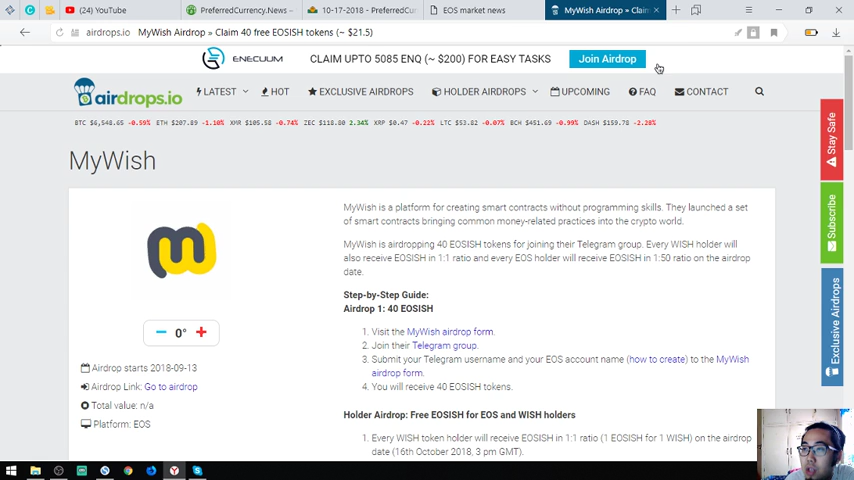 (24) YouTube
PreferredCurrency.News -
10-17-2018 - PreferredCurr
EOS market news
MyWish Airdrop » Clai
airdrops.io
MyWish Airdrop » Claim 40 free EOSISH tokens (~ $21.5)
ENECUUM
CLAIM UPTO 5085 ENQ (~ $200) FOR EASY TASKS
Join Airdrop
airdrops.io
LATEST
HOT
EXCLUSIVE AIRDROPS
HOLDER AIRDROPS
UPCOMING
FAQ
CONTACT
BTC $6,548.65 -0.59% ETH $207.89 -1.10% XMR $105.58 -0.74% ZEC $118.80 2.34% XRP $0.47 -0.22% LTC $53.82 -0.07% BCH $451.69 -0.99% DASH $159.78 -2.28%
MyWish
MyWish is a platform for creating smart contracts without programming skills. They launched a set
of smart contracts bringing common money-related practices into the crypto world.
MyWish is airdropping 40 EOSISH tokens for joining their Telegram group. Every WISH holder will
also receive EOSISH in 1:1 ratio and every EOS holder will receive EOSISH in 1:50 ratio on the airdrop
date.
Step-by-Step Guide:
Airdrop 1: 40 EOSISH
1. Visit the MyWish airdrop form.
2. Join their Telegram group.
3. Submit your Telegram username and your EOS account name (how to create) to the MyWish
airdrop form.
4. You will receive 40 EOSISH tokens.
Holder Airdrop: Free EOSISH for EOS and WISH holders
1. Every WISH token holder will receive EOSISH in 1:1 ratio (1 EOSISH for 1 WISH) on the airdrop
date (16th October 2018, 3 pm GMT).
0°
Airdrop starts 2018-09-13
Airdrop Link: Go to airdrop
Total value: n/a
Platform: EOS
Stay Safe
Subscribe
Exclusive Airdrops